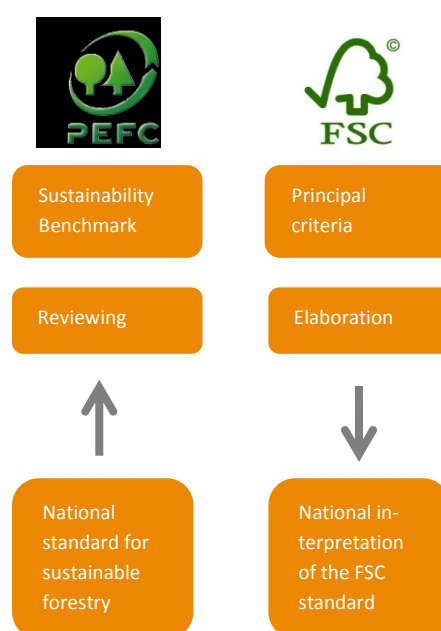 PEFC
©
FSC
Sustainability
Benchmark
Principal
criteria
Reviewing
Elaboration
National
standard for
sustainable
forestry
National in-
terpretation
of the FSC
standard